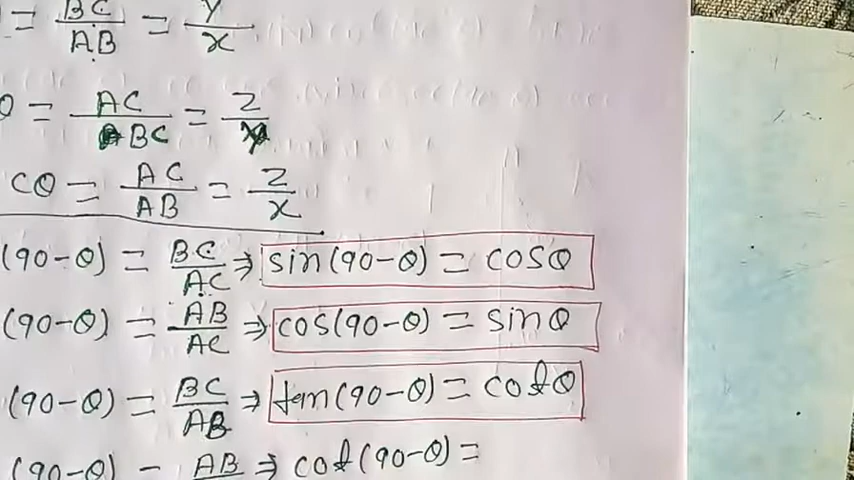 = BC/AB = y/x
θ = AC/BC = z/y
cθ = AC/AB = z/x
(90-θ) = BC/AC ⇒ sin(90-θ) = cosθ
(90-θ) = AB/AC ⇒ cos(90-θ) = sinθ
(90-θ) = BC/AB ⇒ tan(90-θ) = cotθ
(90-θ) - AB ⇒ cot(90-θ) =